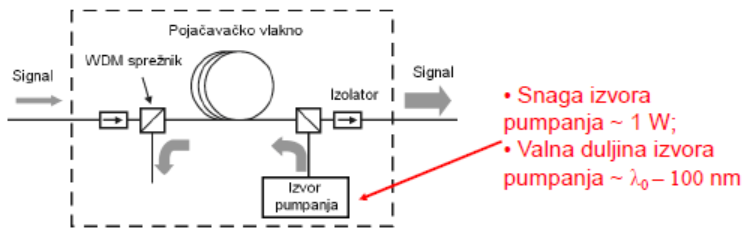 Pojačavačko vlakno
WDM sprežnik
Signal
Izolator
Signal
Izvor
pumpanja
• Snaga izvora
pumpanja ~ 1 W;
• Valna duljina izvora
pumpanja ~ λ₀ – 100 nm